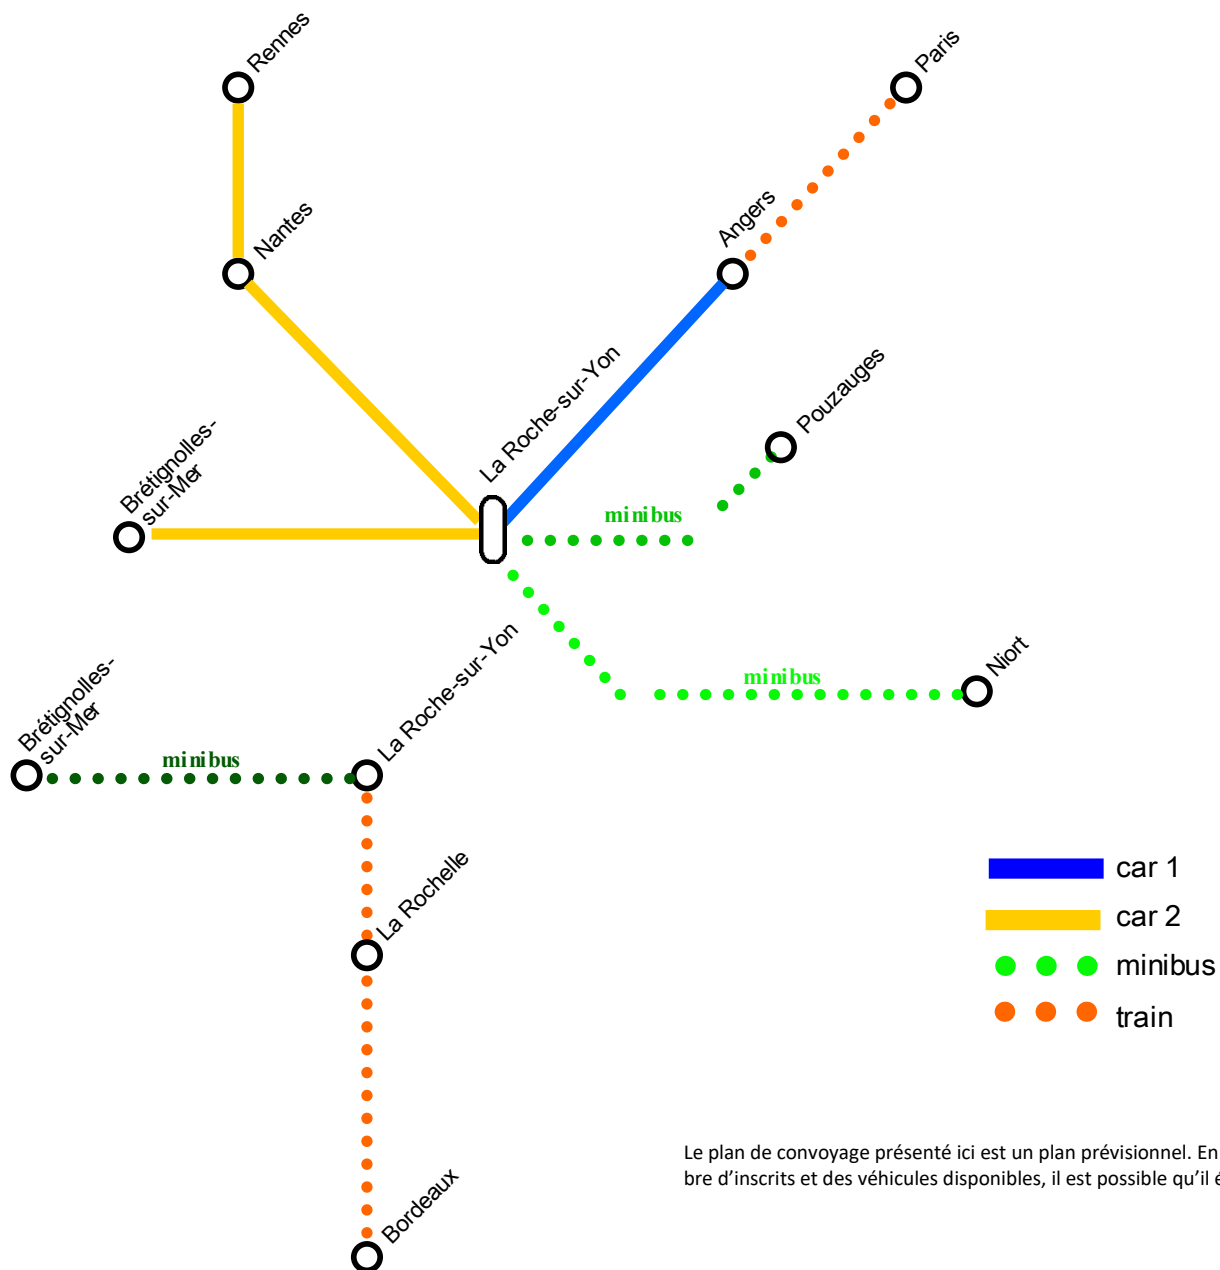 Rennes
Paris
Nantes
Angers
La Roche-sur-Yon
Pouzauges
Brétignolles-
sur-Mer
minibus
Niort
minibus
La Roche-sur-Yon
Brétignolles-
sur-Mer
minibus
La Rochelle
Bordeaux
car 1
car 2
minibus
train
Le plan de convoyage présenté ici est un plan prévisionnel. En
bre d’inscrits et des véhicules disponibles, il est possible qu’il é